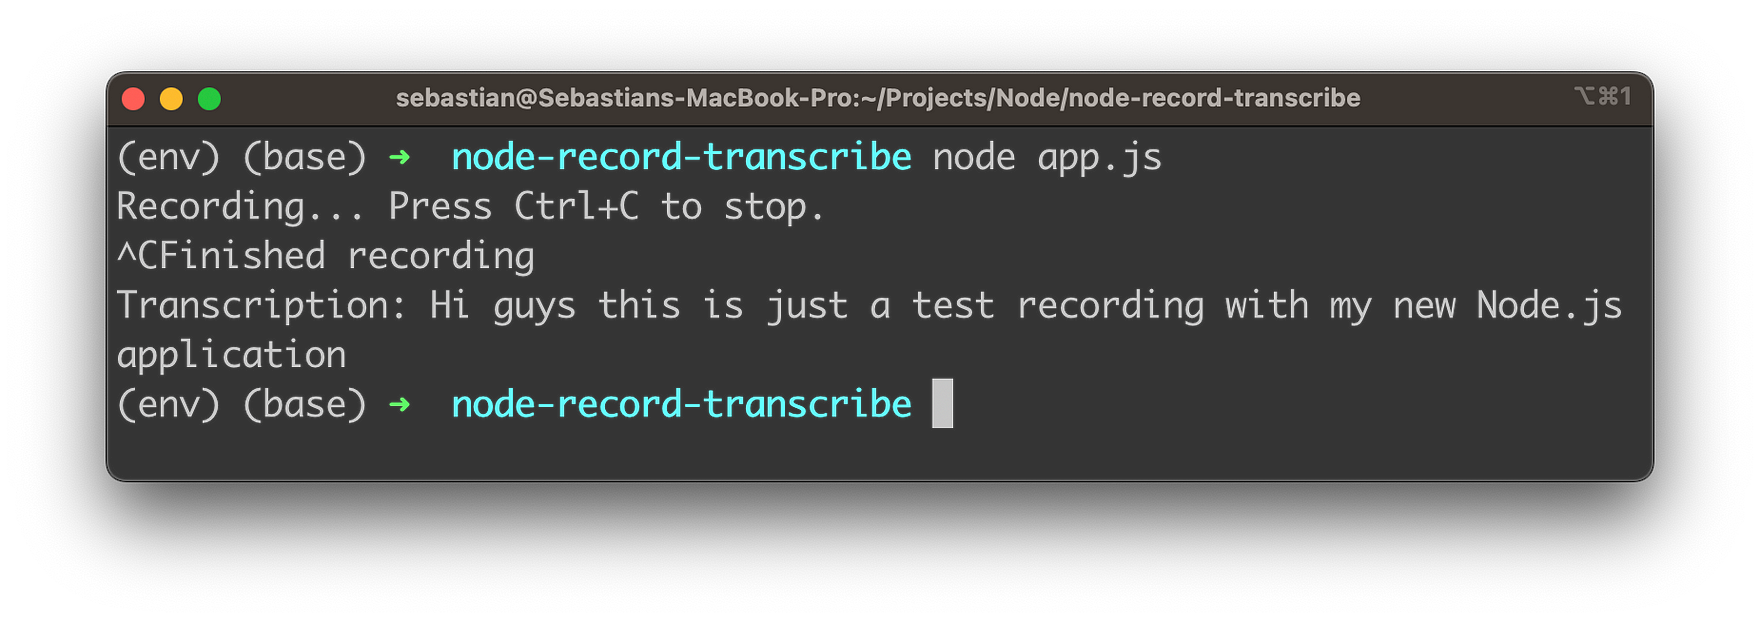 sebastian@Sebastians-MacBook-Pro:~/Projects/Node/node-record-transcribe ⌥⌘1
(env) (base) ➜ node-record-transcribe node app.js
Recording... Press Ctrl+C to stop.
^CFinished recording
Transcription: Hi guys this is just a test recording with my new Node.js
application
(env) (base) ➜ node-record-transcribe